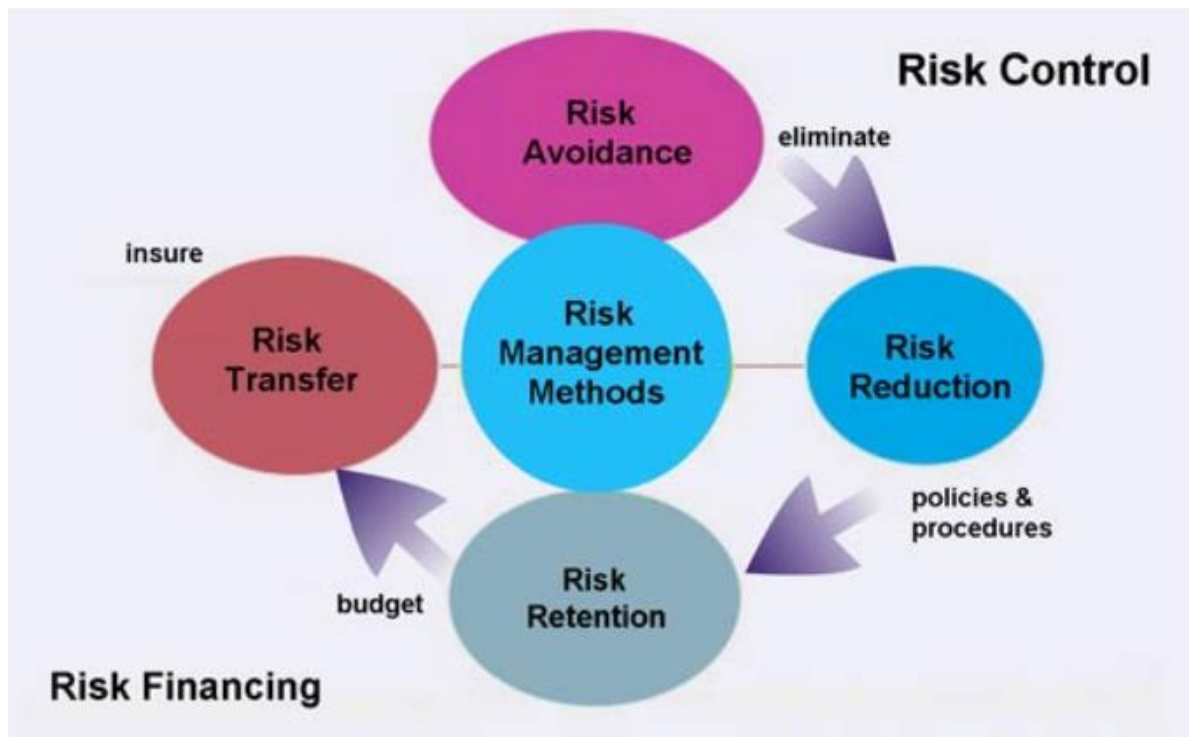 Risk Control
Risk
Avoidance
eliminate
insure
Risk
Transfer
Risk
Management
Methods
Risk
Reduction
policies &
procedures
Risk
Retention
budget
Risk Financing